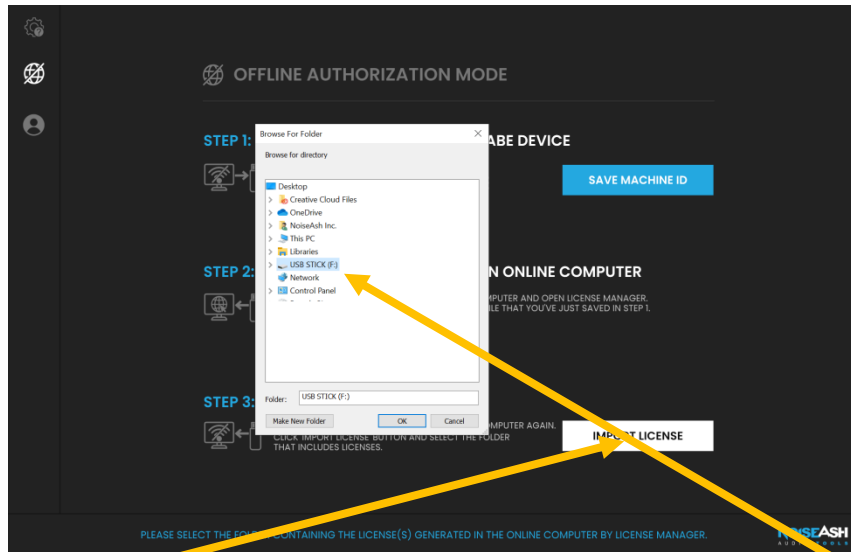 OFFLINE AUTHORIZATION MODE
STEP 1:
ABE DEVICE
SAVE MACHINE ID
Browse For Folder
Browse for directory
Desktop
Creative Cloud Files
OneDrive
NoiseAsh Inc.
This PC
Libraries
USB STICK (F:)
Network
Control Panel
Folder: USB STICK (F:)
Make New Folder OK Cancel
STEP 2:
N ONLINE COMPUTER
MPUTER AND OPEN LICENSE MANAGER.
ILE THAT YOU'VE JUST SAVED IN STEP 1.
STEP 3:
OMPUTER AGAIN.
CLICK IMPORT LICENSE BUTTON AND SELECT THE FOLDER
THAT INCLUDES LICENSES.
IMPORT LICENSE
PLEASE SELECT THE FOLDER CONTAINING THE LICENSE(S) GENERATED IN THE ONLINE COMPUTER BY LICENSE MANAGER.
NOISEASH